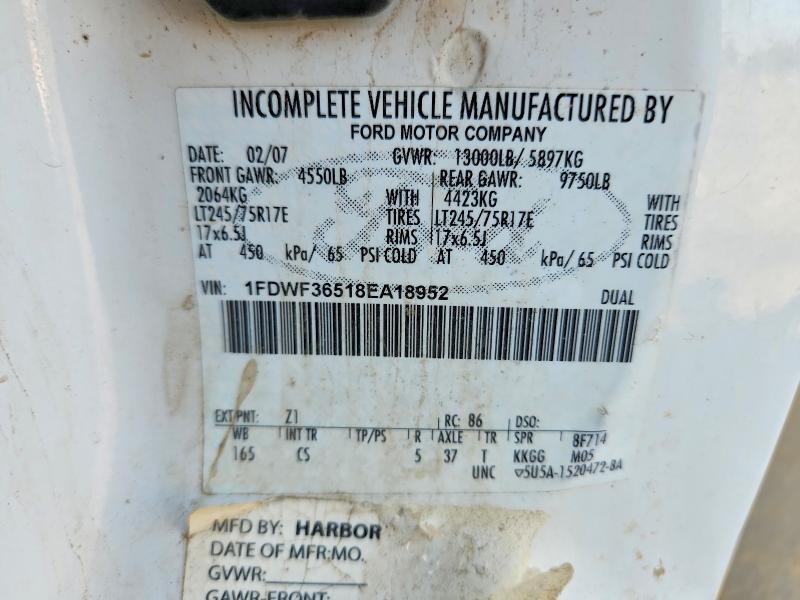 INCOMPLETE VEHICLE MANUFACTURED BY
FORD MOTOR COMPANY
DATE: 02/07 GVWR: 13000LB/ 5897KG
FRONT GAWR: 4550LB REAR GAWR: 9750LB
2064KG WITH 4423KG WITH
LT245/75R17E TIRES LT245/75R17E TIRES
17x6.5J RIMS 17x6.5J RIMS
AT 450 kPa/ 65 PSI COLD AT 450 kPa/ 65 PSI COLD
VIN: 1FDWF36518EA18952 DUAL
EXT PNT: Z1 RC: 86 DSO:
WB INT TR TP/PS R AXLE TR SPR 8F714
165 CS 5 37 T KKGG M05
UNC ▽5U5A-1520472-8A
MFD BY: HARBOR
DATE OF MFR:MO.
GVWR:
GAWR-FRONT: